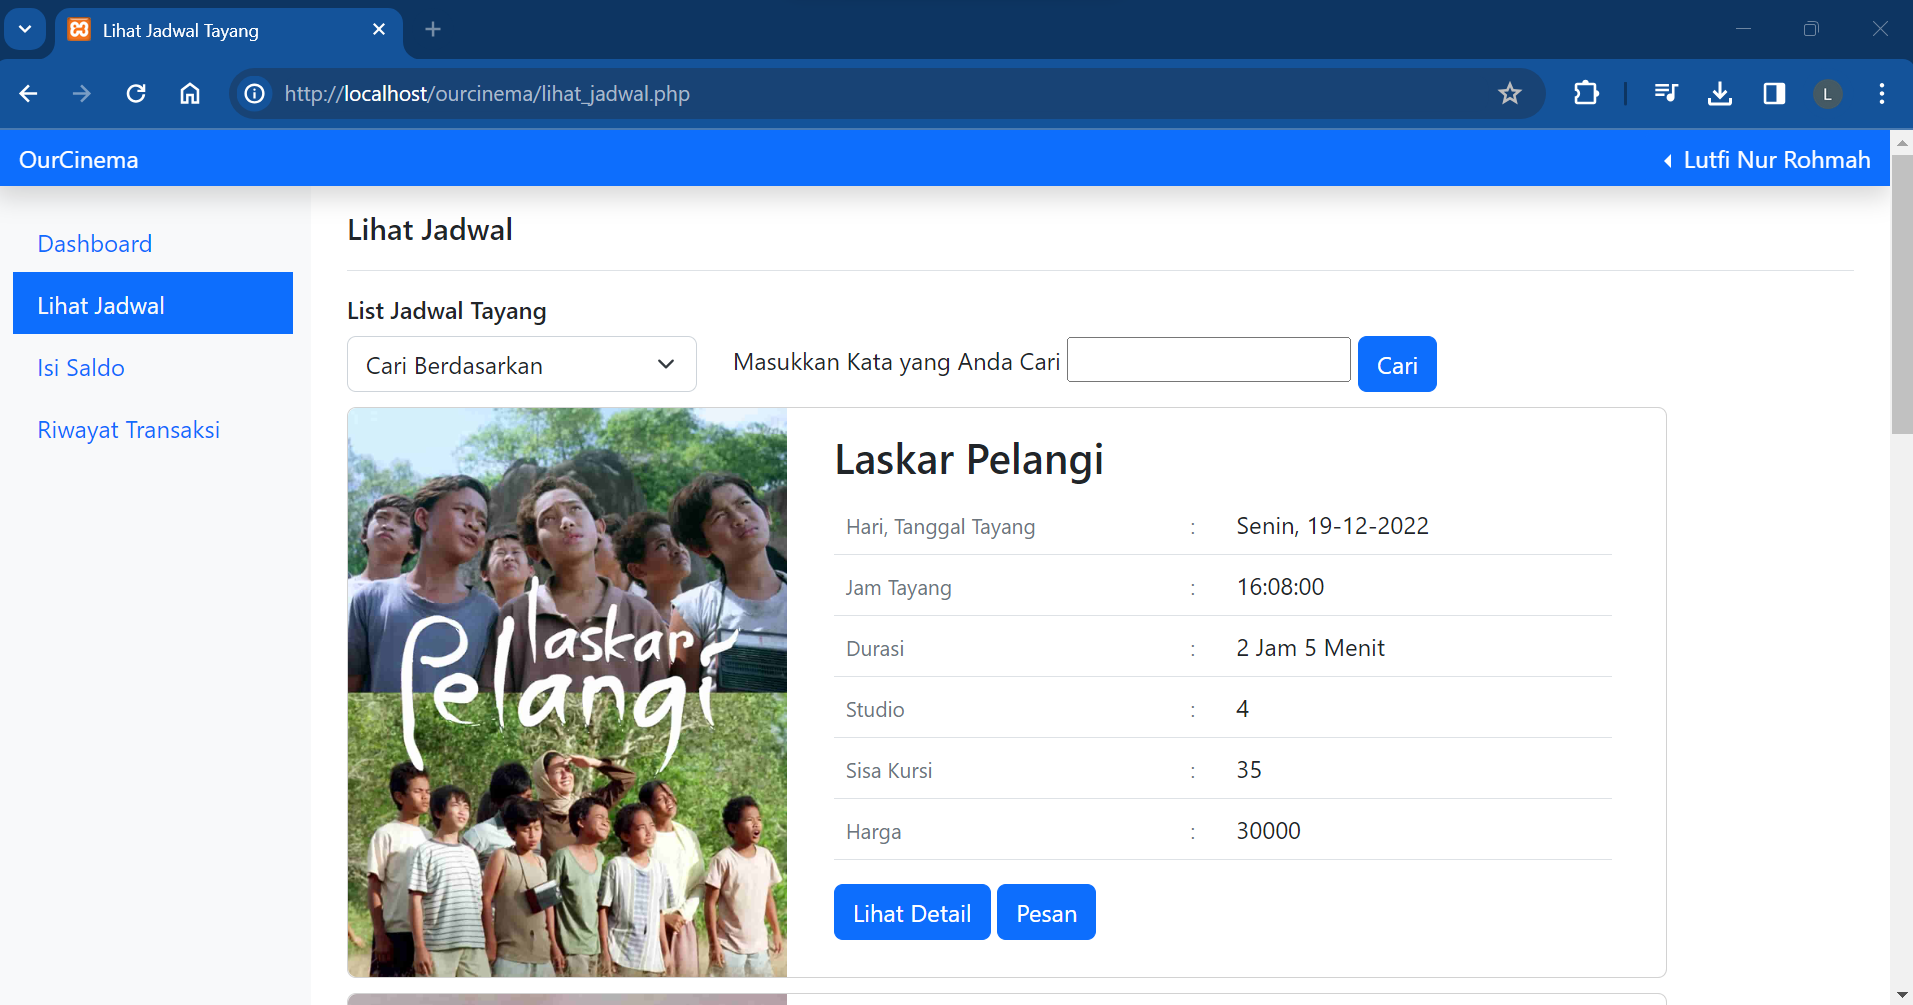 Lihat Jadwal Tayang
http://localhost/ourcinema/lihat_jadwal.php
L
OurCinema
Lutfi Nur Rohmah
Dashboard
Lihat Jadwal
Isi Saldo
Riwayat Transaksi
Lihat Jadwal
List Jadwal Tayang
Cari Berdasarkan
Masukkan Kata yang Anda Cari
Cari
laskar
Pelangi
Laskar Pelangi
Hari, Tanggal Tayang : Senin, 19-12-2022
Jam Tayang : 16:08:00
Durasi : 2 Jam 5 Menit
Studio : 4
Sisa Kursi : 35
Harga : 30000
Lihat Detail
Pesan